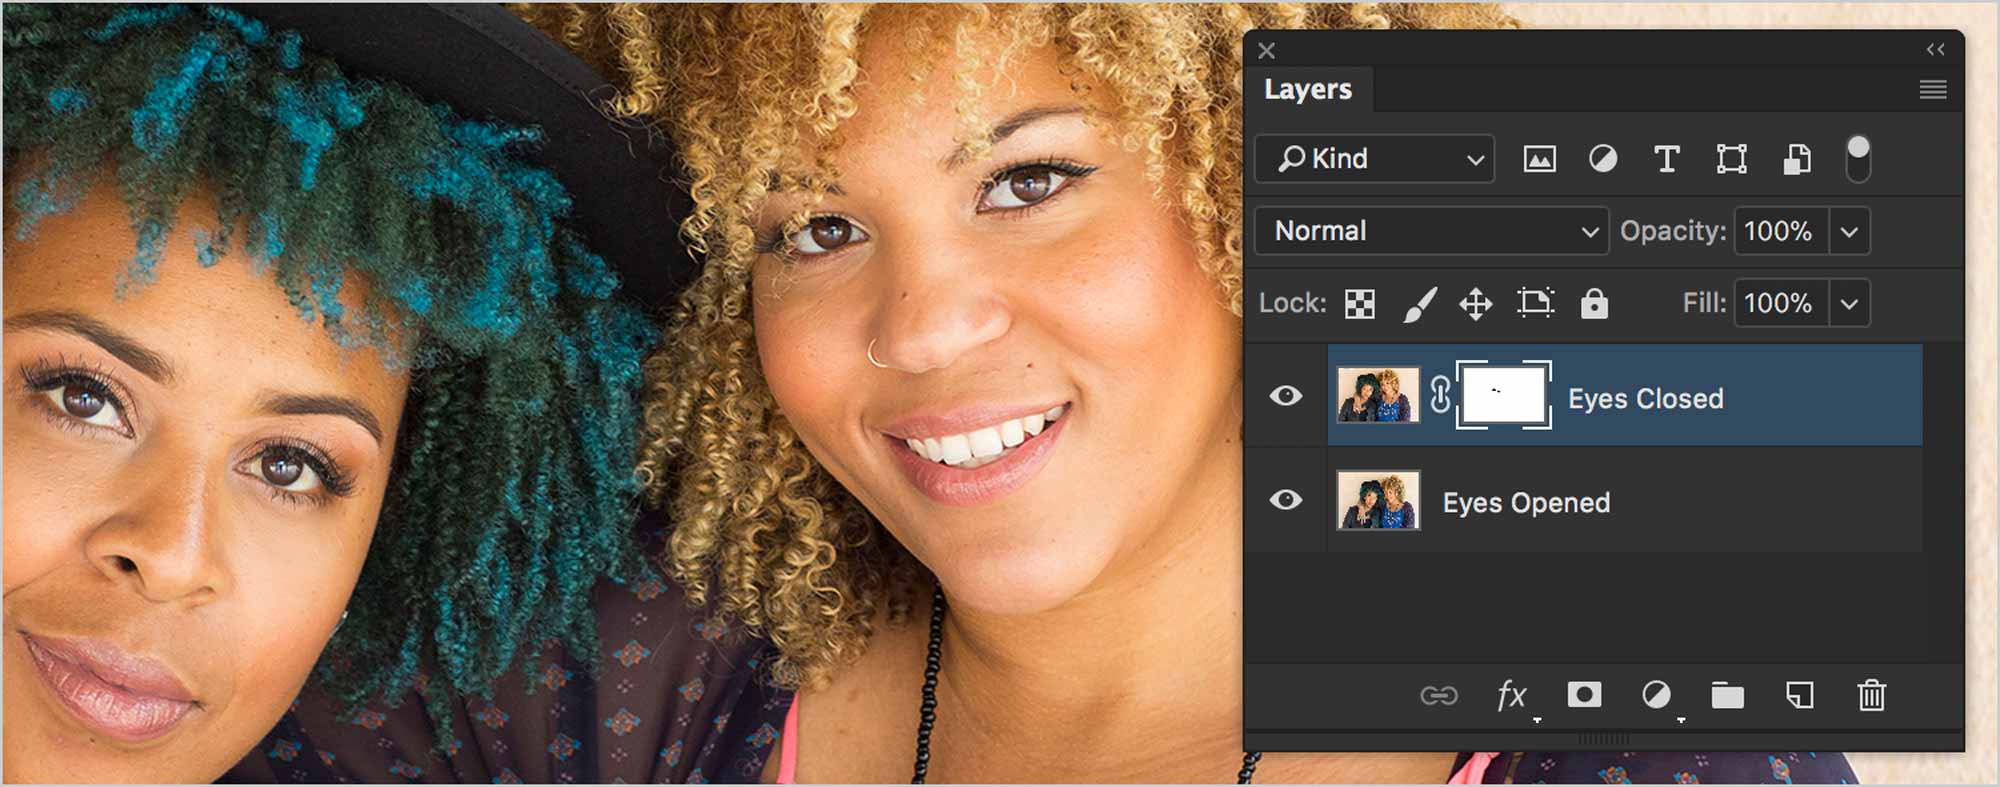 Layers
Kind
Normal Opacity: 100%
Lock: Fill: 100%
Eyes Closed
Eyes Opened
fx